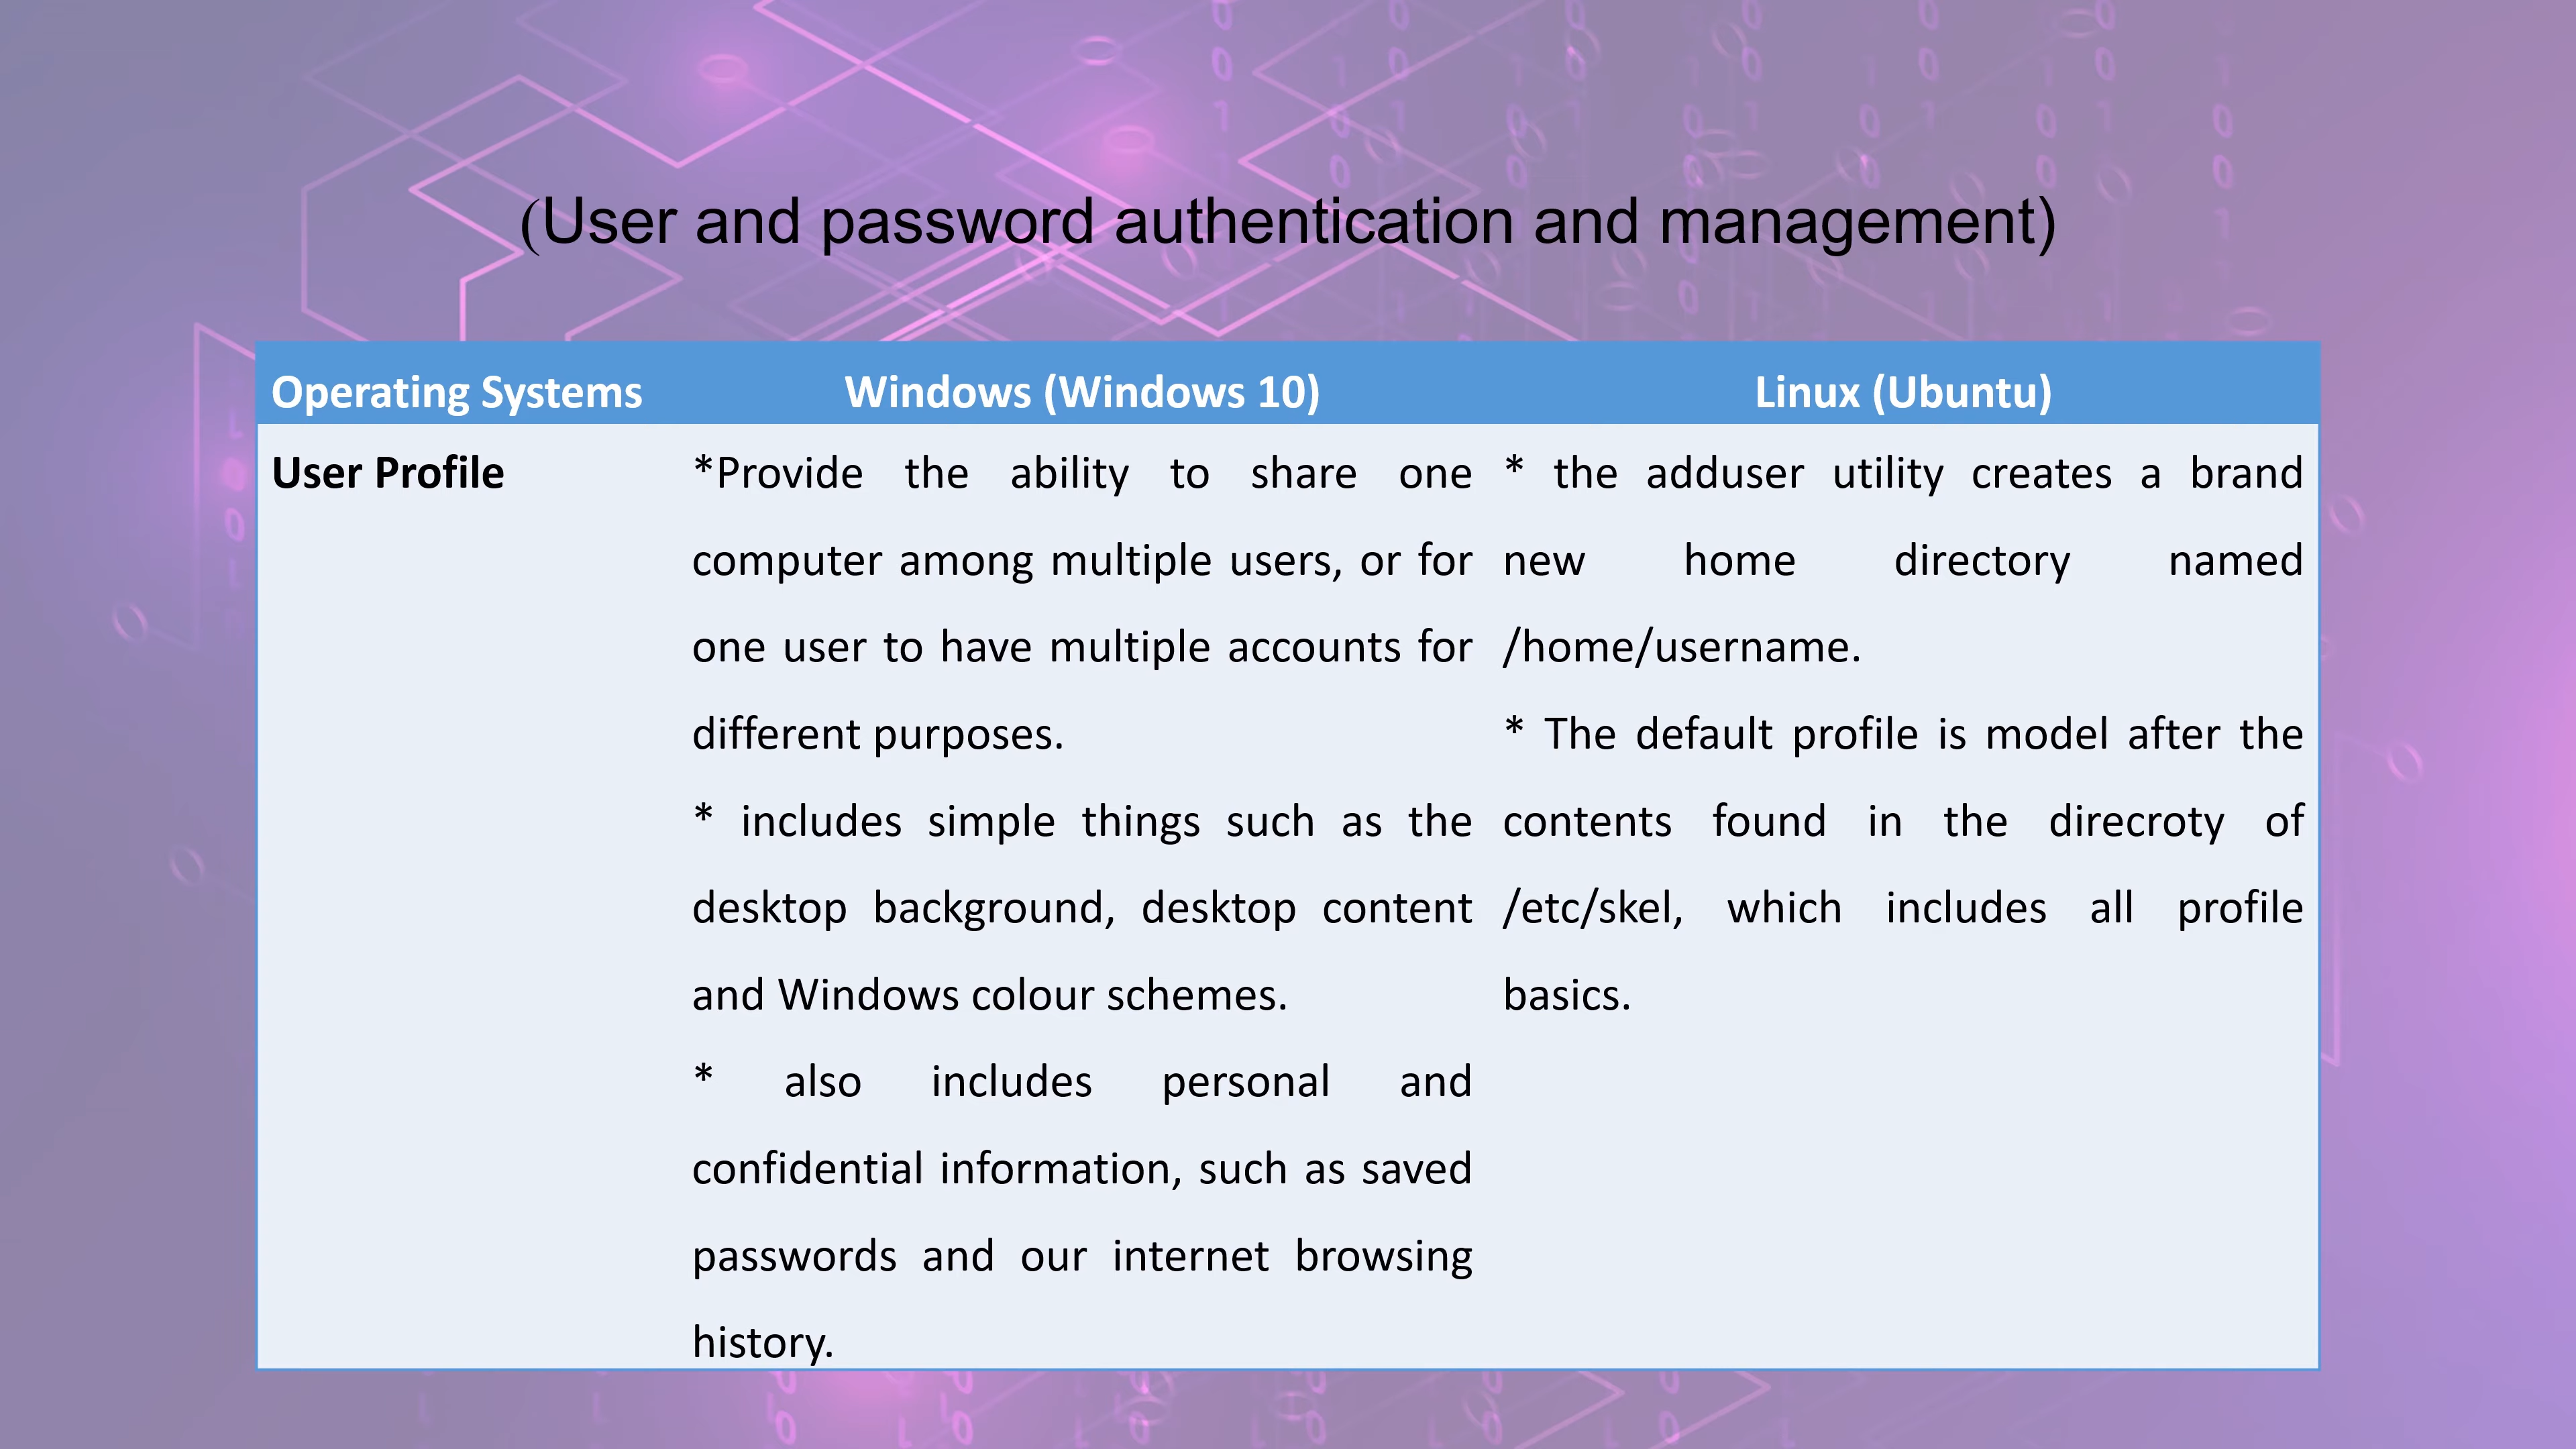 (User and password authentication and management)
Operating Systems
Windows (Windows 10)
Linux (Ubuntu)
User Profile
*Provide the ability to share one
computer among multiple users, or for
one user to have multiple accounts for
different purposes.
* includes simple things such as the
desktop background, desktop content
and Windows colour schemes.
* also includes personal and
confidential information, such as saved
passwords and our internet browsing
history.
* the adduser utility creates a brand
new home directory named
/home/username.
* The default profile is model after the
contents found in the direcroty of
/etc/skel, which includes all profile
basics.